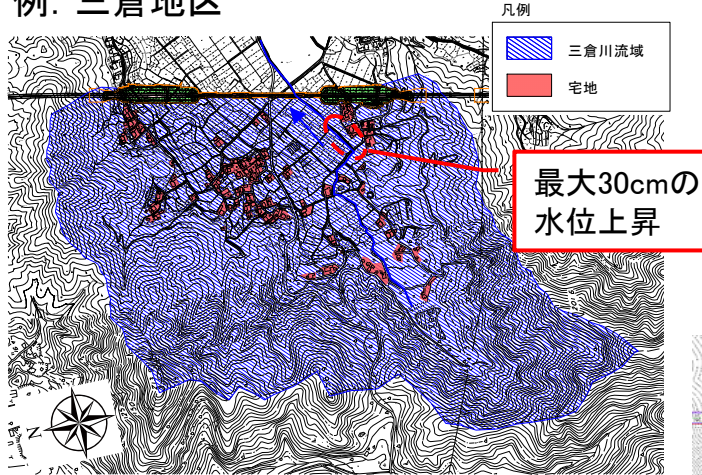 例：三倉地区
凡例
三倉川流域
宅地
最大30cmの
水位上昇
N